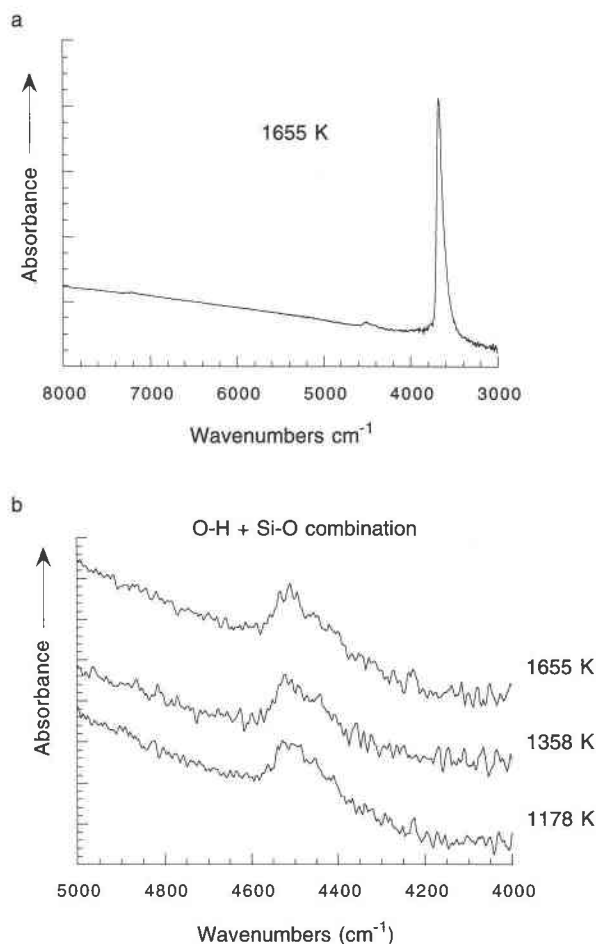 a
1655 K
Absorbance
8000 7000 6000 5000 4000 3000
Wavenumbers cm-1
b
O-H + Si-O combination
1655 K
1358 K
1178 K
Absorbance
5000 4800 4600 4400 4200 4000
Wavenumbers (cm-1)